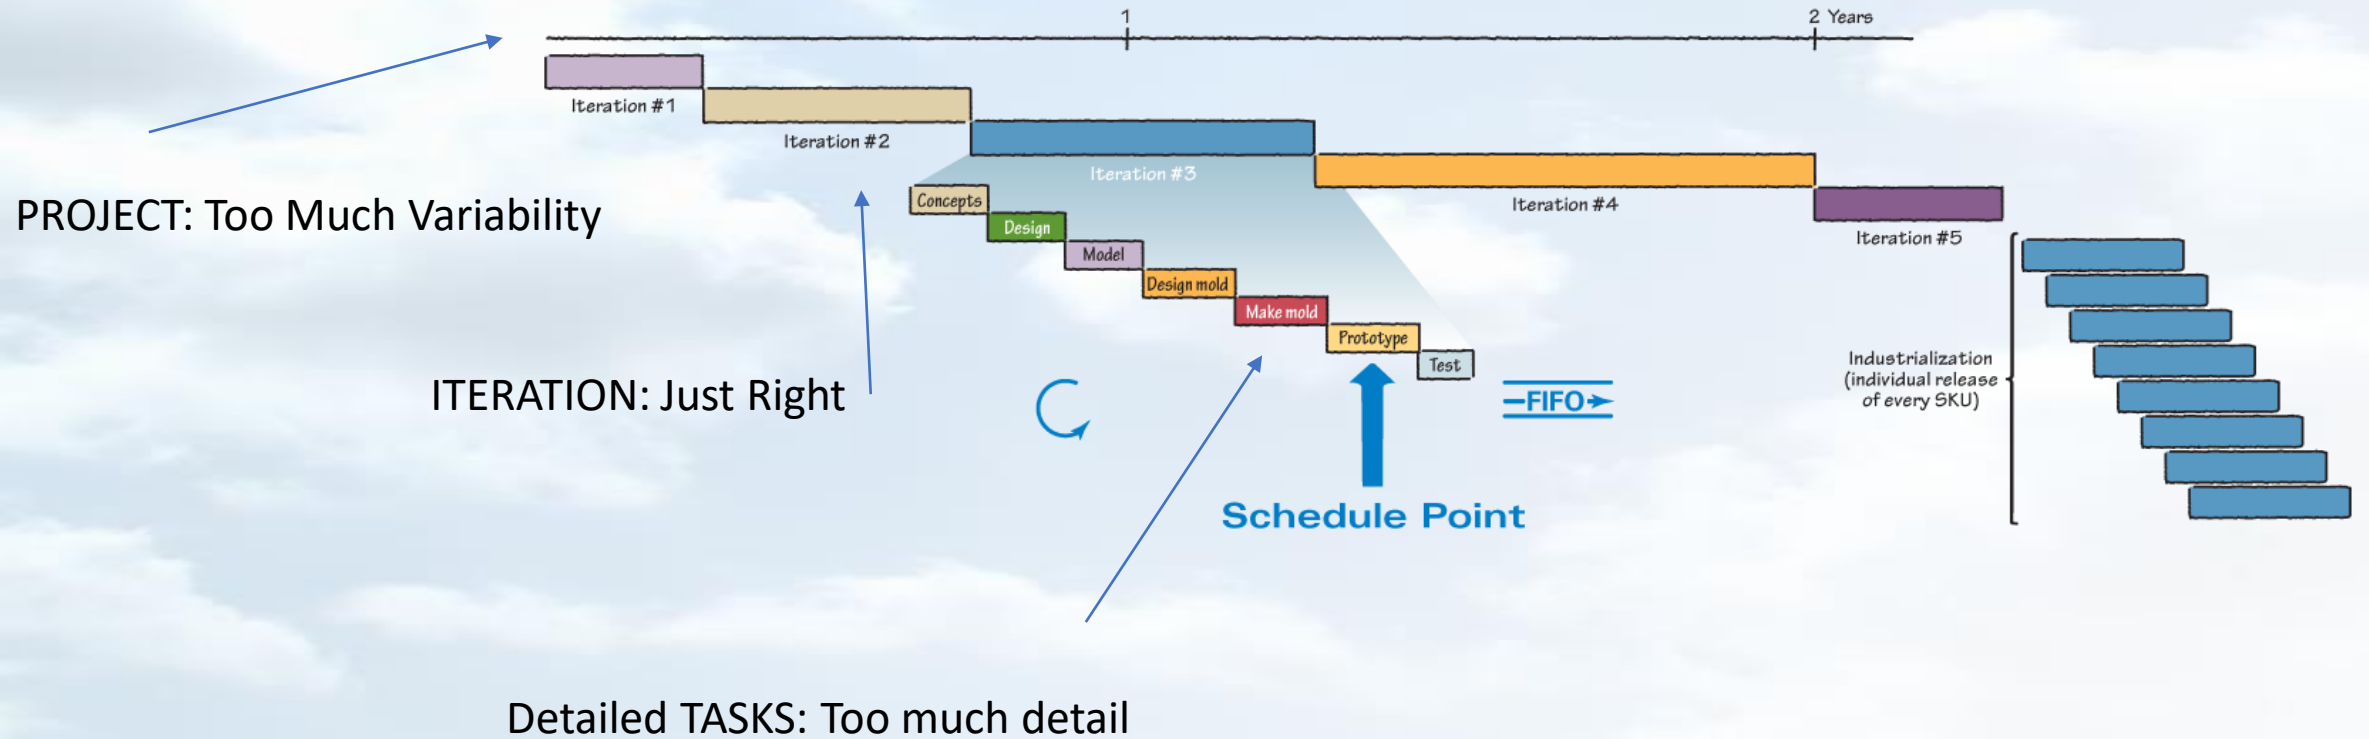 1
2 Years
Iteration #1
Iteration #2
Iteration #3
Iteration #4
Iteration #5
PROJECT: Too Much Variability
Concepts
Design
Model
Design mold
Make mold
Prototype
Test
ITERATION: Just Right
FIFO
Schedule Point
Industrialization
(individual release
of every SKU)
Detailed TASKS: Too much detail